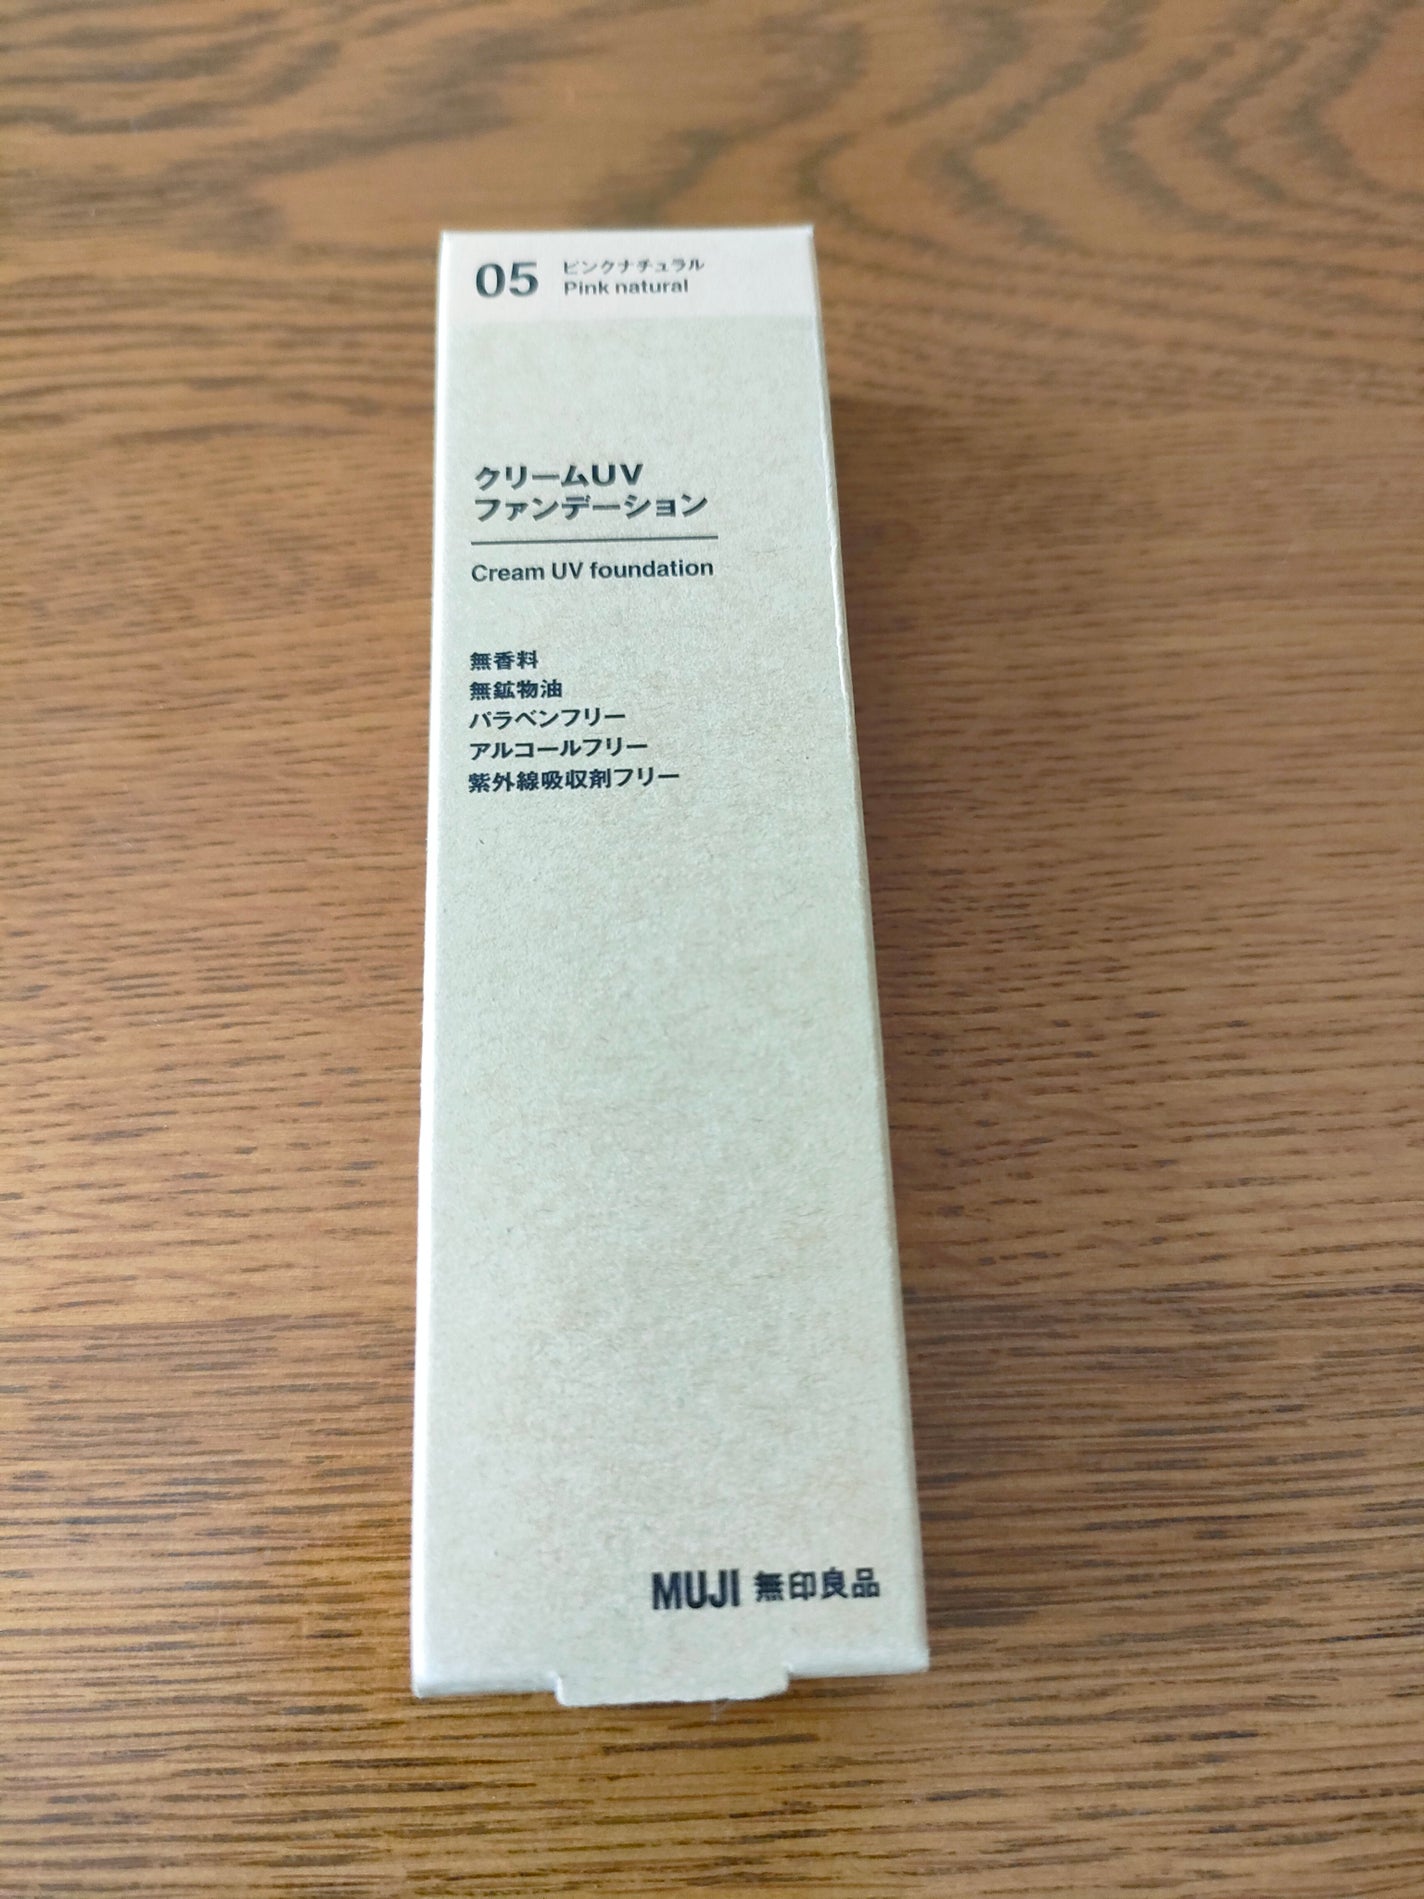 05 ピンクナチュラル
Pink natural
クリームUV
ファンデーション
Cream UV foundation
無香料
無鉱物油
パラベンフリー
アルコールフリー
紫外線吸収剤フリー
MUJI 無印良品